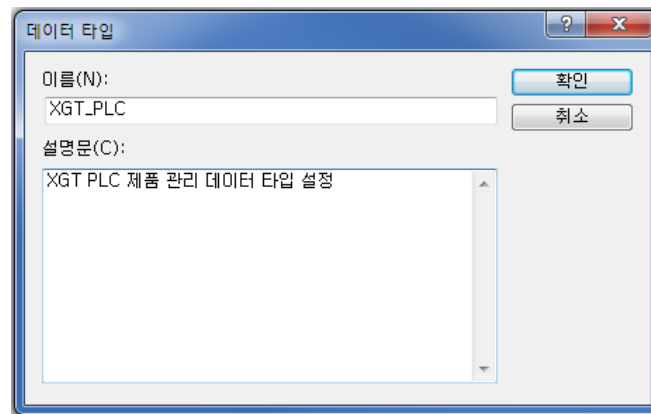 데이터 타입
이름(N):
확인
XGT_PLC
취소
설명문(C):
XGT PLC 제품 관리 데이터 타입 설정